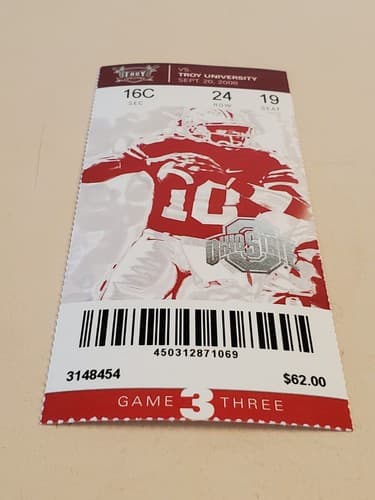 TROY
VS.
TROY UNIVERSITY
SEPT 20, 2008
16C 24 19
SEC ROW SEAT
10
OHIO STATE
450312871069
3148454 $62.00
GAME 3 THREE